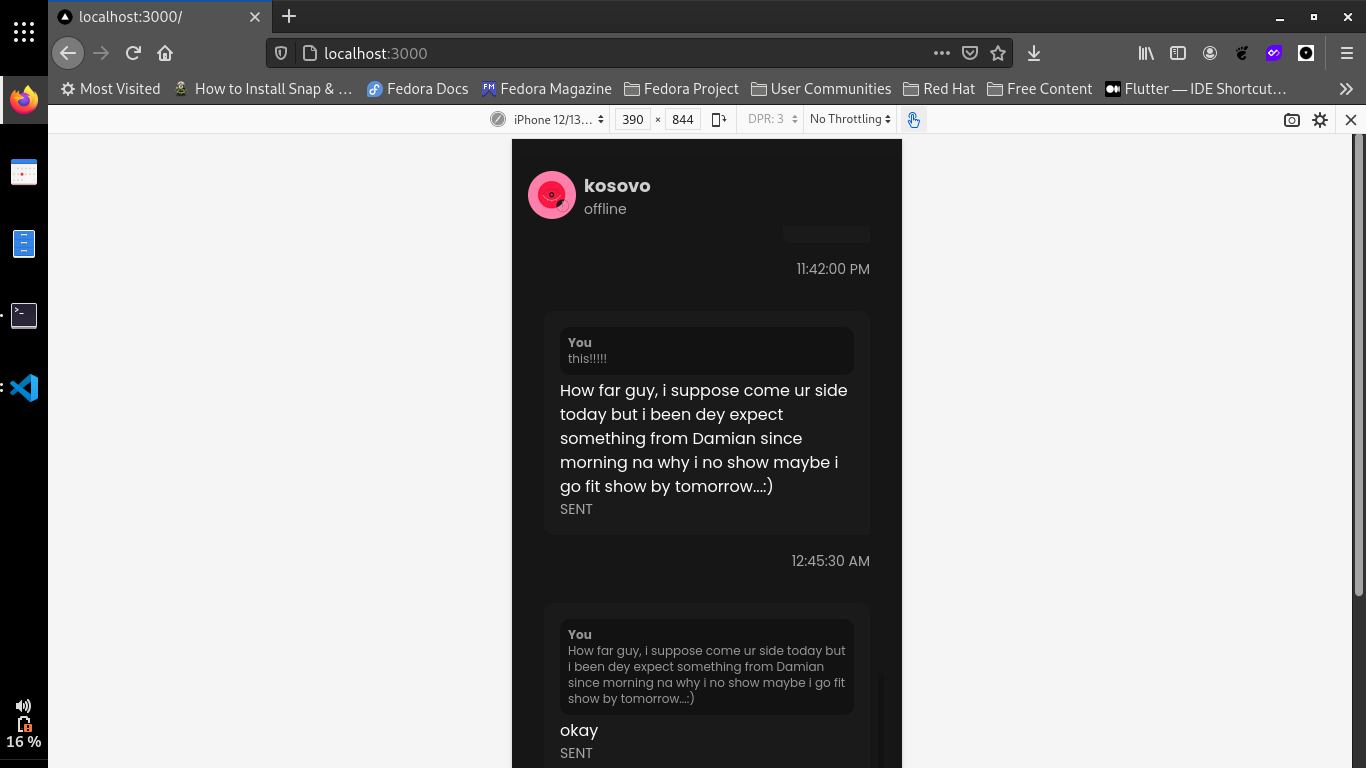 localhost:3000/
localhost:3000
Most Visited How to Install Snap & … Fedora Docs Fedora Magazine Fedora Project User Communities Red Hat Free Content Flutter — IDE Shortcut…
iPhone 12/13… 390 × 844 DPR: 3 No Throttling
kosovo
offline
11:42:00 PM
You
this!!!!!
How far guy, i suppose come ur side
today but i been dey expect
something from Damian since
morning na why i no show maybe i
go fit show by tomorrow...:)
SENT
12:45:30 AM
You
How far guy, i suppose come ur side today but
i been dey expect something from Damian
since morning na why i no show maybe i go fit
show by tomorrow...:)
okay
SENT
16 %